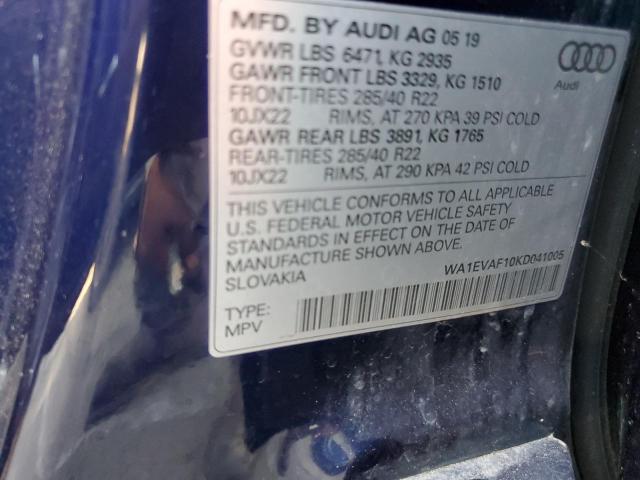 MFD. BY AUDI AG 05 19
GVWR LBS 6471, KG 2935
GAWR FRONT LBS 3329, KG 1510
FRONT-TIRES 285/40 R22
10JX22 RIMS, AT 270 KPA 39 PSI COLD
GAWR REAR LBS 3891, KG 1765
REAR-TIRES 285/40 R22
10JX22 RIMS, AT 290 KPA 42 PSI COLD
Audi
THIS VEHICLE CONFORMS TO ALL APPLICABLE
U.S. FEDERAL MOTOR VEHICLE SAFETY
STANDARDS IN EFFECT ON THE DATE OF
MANUFACTURE SHOWN ABOVE.
SLOVAKIA
WA1EVAF10KD041005
TYPE:
MPV